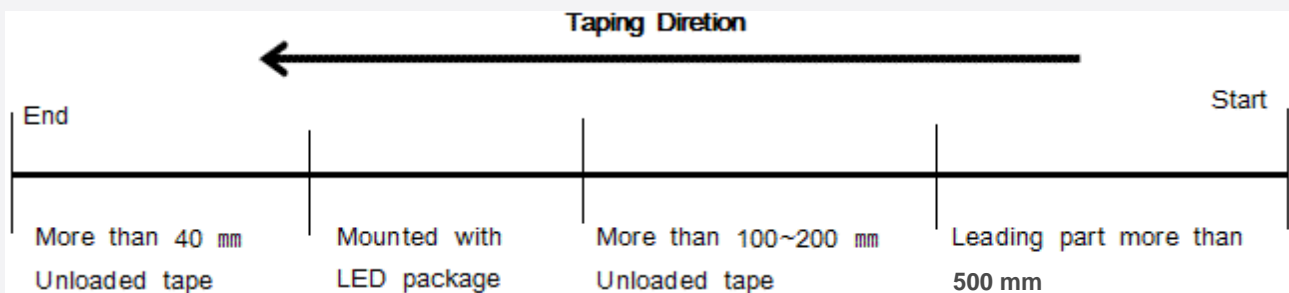 Taping Diretion
End
Start
More than 40 ㎜
Unloaded tape
Mounted with
LED package
More than 100~200 ㎜
Unloaded tape
Leading part more than
500 mm